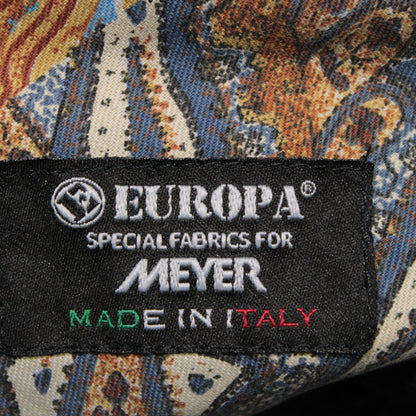 EUROPA®
SPECIAL FABRICS FOR
MEYER
MADE IN ITALY